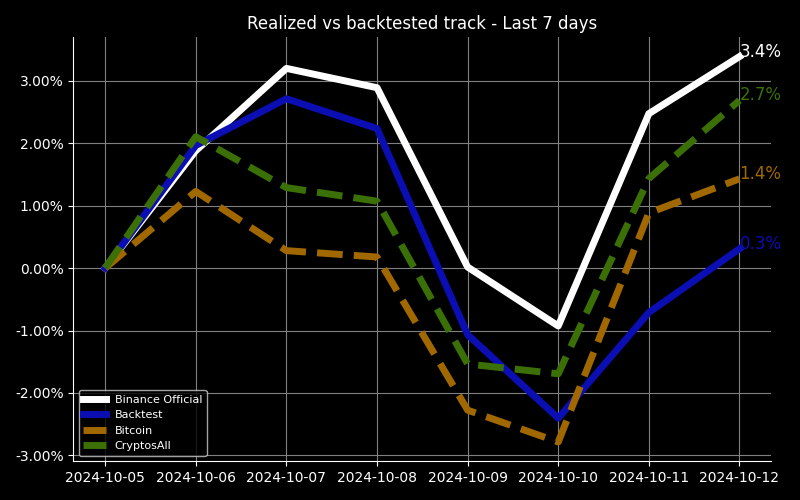 Realized vs backtested track - Last 7 days
3.4%
3.00%
2.7%
2.00%
1.4%
1.00%
0.3%
0.00%
-1.00%
-2.00%
-3.00%
Binance Official
Backtest
Bitcoin
CryptosAll
2024-10-05 2024-10-06 2024-10-07 2024-10-08 2024-10-09 2024-10-10 2024-10-11 2024-10-12